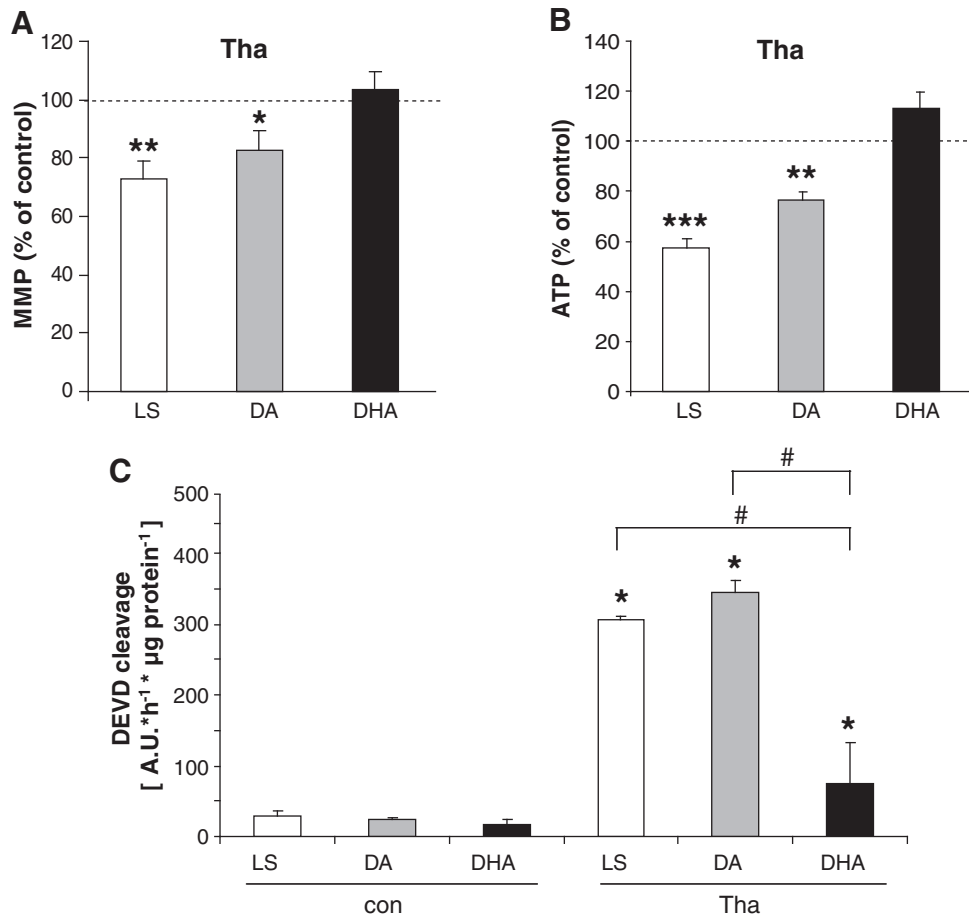 A
Tha
MMP (% of control)
120
100
80
60
40
20
0
**
*
LS DA DHA
B
Tha
ATP (% of control)
140
120
100
80
60
40
20
0
***
**
LS DA DHA
C
DEVD cleavage
[ A.U.*h⁻¹ * µg protein⁻¹ ]
500
400
300
200
100
0
#
#
*
*
*
LS DA DHA LS DA DHA
con Tha